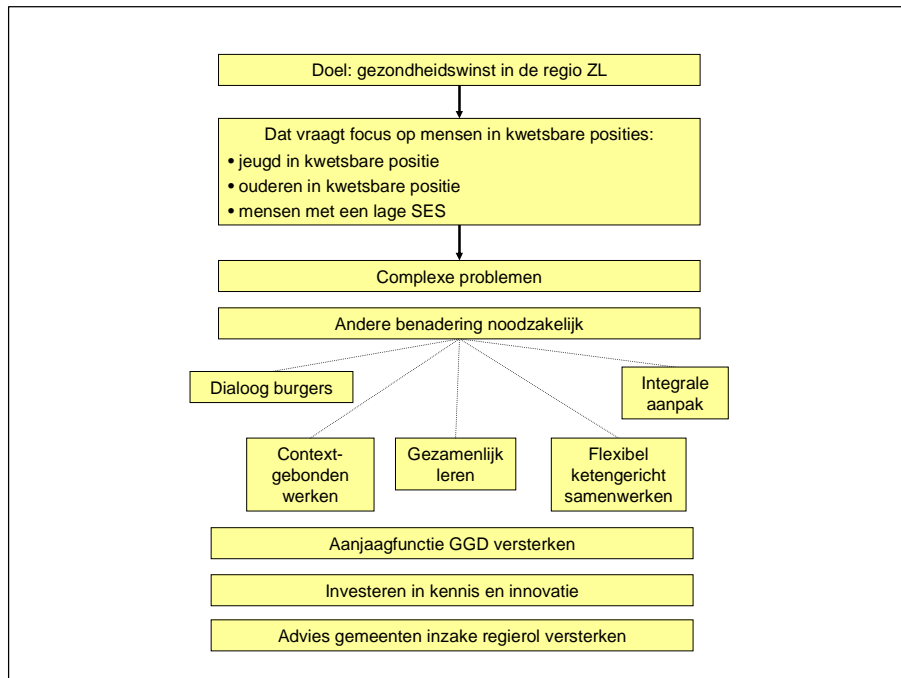 Doel: gezondheidswinst in de regio ZL
Dat vraagt focus op mensen in kwetsbare posities:
• jeugd in kwetsbare positie
• ouderen in kwetsbare positie
• mensen met een lage SES
Complexe problemen
Andere benadering noodzakelijk
Dialoog burgers
Integrale
aanpak
Context-
gebonden
werken
Gezamenlijk
leren
Flexibel
ketengericht
samenwerken
Aanjaagfunctie GGD versterken
Investeren in kennis en innovatie
Advies gemeenten inzake regierol versterken